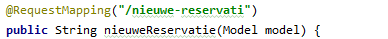 @RequestMapping("/nieuwe-reservati")
public String nieuweReservatie(Model model) {